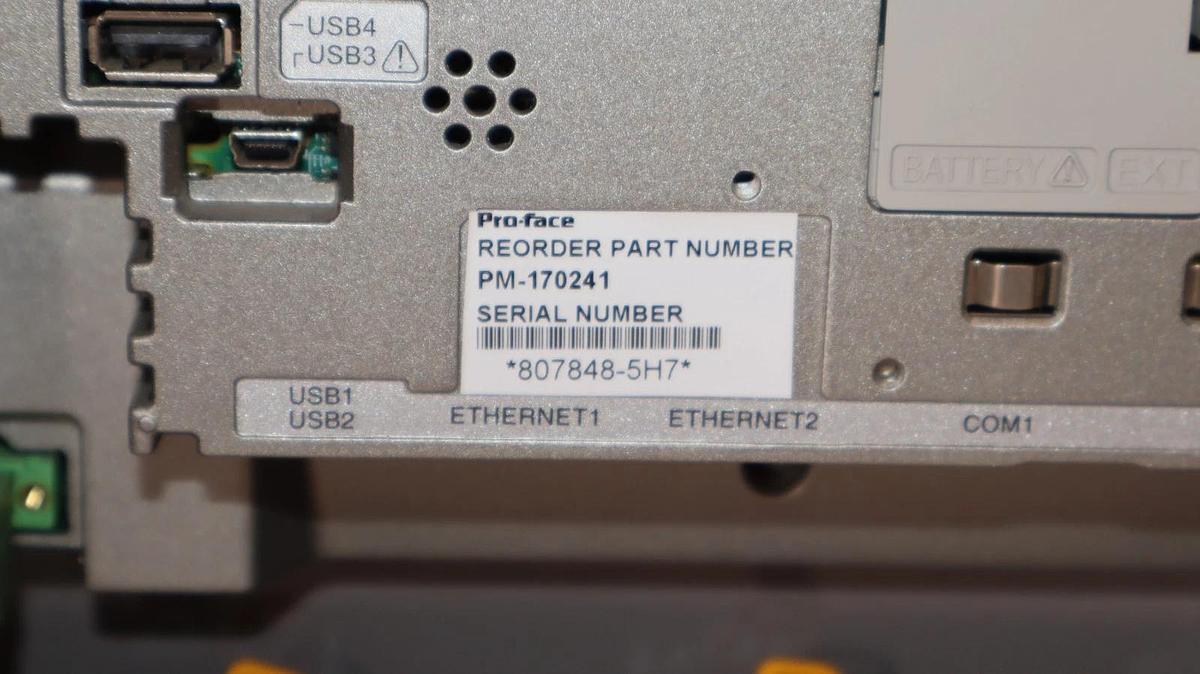 USB4
USB3
BATTERY
EXT
Pro-face
REORDER PART NUMBER
PM-170241
SERIAL NUMBER
*807848-5H7*
USB1
USB2
ETHERNET1
ETHERNET2
COM1